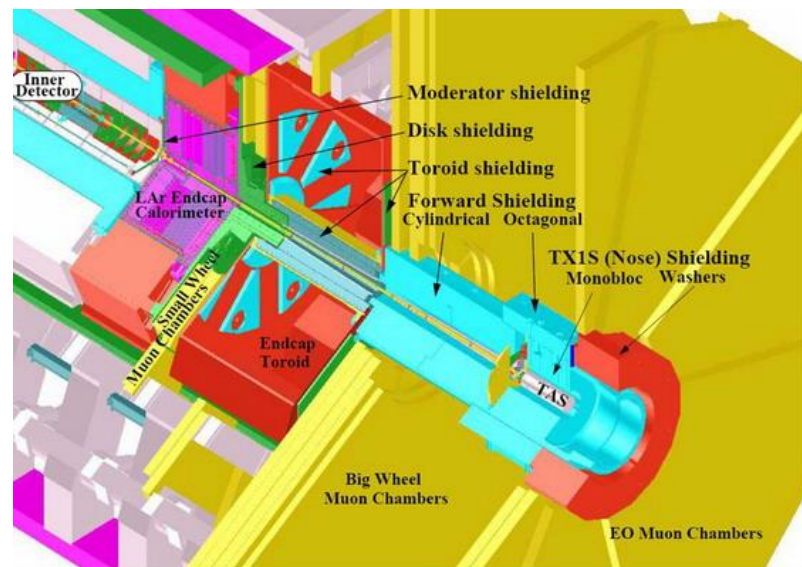 Inner
Detector
Moderator shielding
Disk shielding
Toroid shielding
LAr Endcap
Calorimeter
Forward Shielding
Cylindrical Octagonal
TX1S (Nose) Shielding
Monobloc Washers
Small Wheel
Muon Chambers
Endcap
Toroid
TAS
Big Wheel
Muon Chambers
EO Muon Chambers